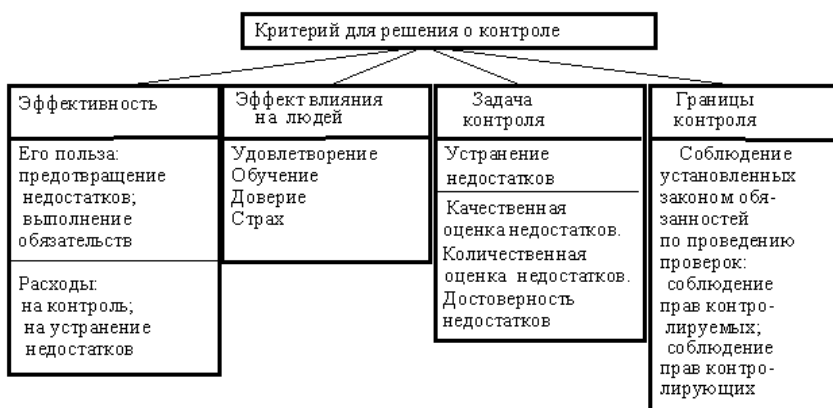 Критерий для решения о контроле
Эффективность
Его польза:
предотвращение
недостатков;
выполнение
обязательств
Расходы:
на контроль;
на устранение
недостатков
Эффект влияния
на людей
Удовлетворение
Обучение
Доверие
Страх
Задача
контроля
Устранение
недостатков
Качественная
оценка недостатков.
Количественная
оценка недостатков.
Достоверность
недостатков
Границы
контроля
Соблюдение
установленных
законом обя-
занностей
по проведению
проверок:
соблюдение
прав контро-
лируемых;
соблюдение
прав контро-
лирующих